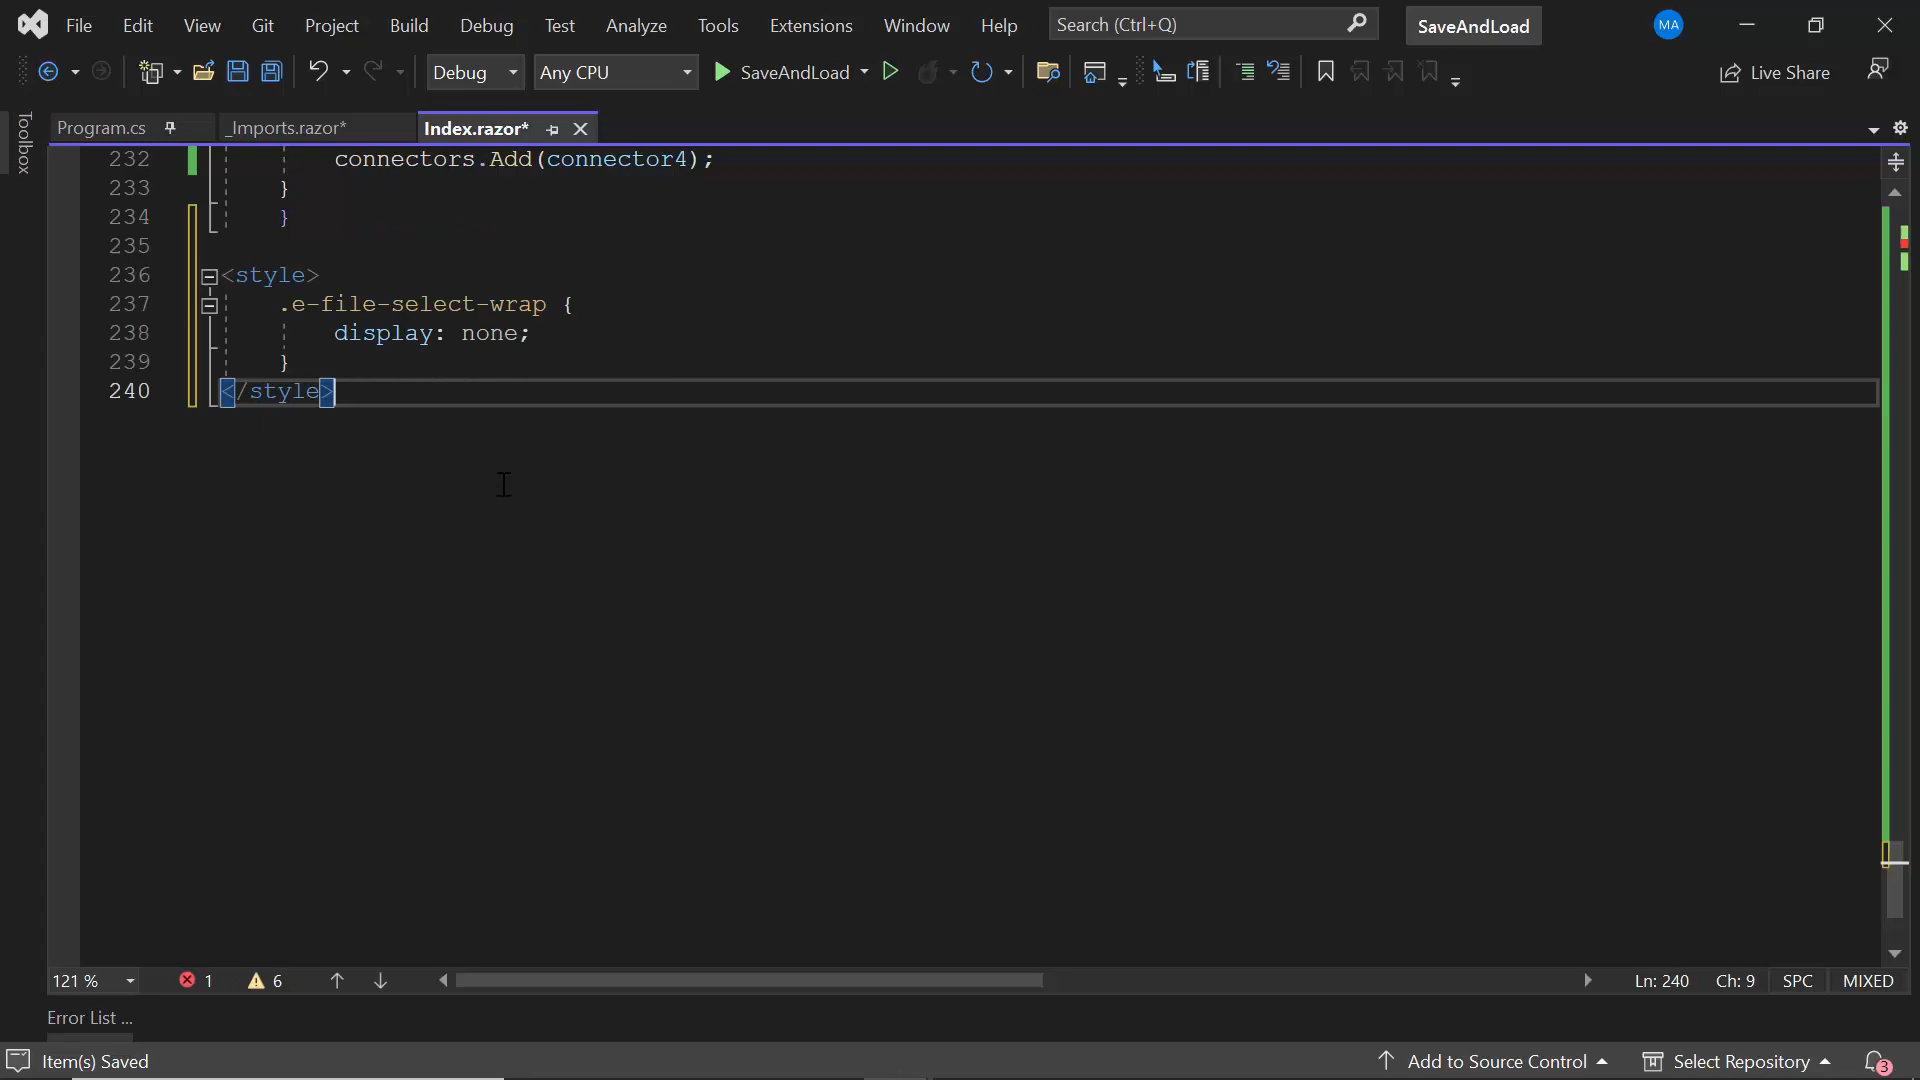 File Edit View Git Project Build Debug Test Analyze Tools Extensions Window Help Search (Ctrl+Q) SaveAndLoad MA
Debug Any CPU SaveAndLoad Live Share
Toolbox
Program.cs _Imports.razor* Index.razor*
232 connectors.Add(connector4);
233 }
234 }
235
236 <style>
237 .e-file-select-wrap {
238 display: none;
239 }
240 </style>
121 % 1 6 Ln: 240 Ch: 9 SPC MIXED
Error List ...
Item(s) Saved Add to Source Control Select Repository 3